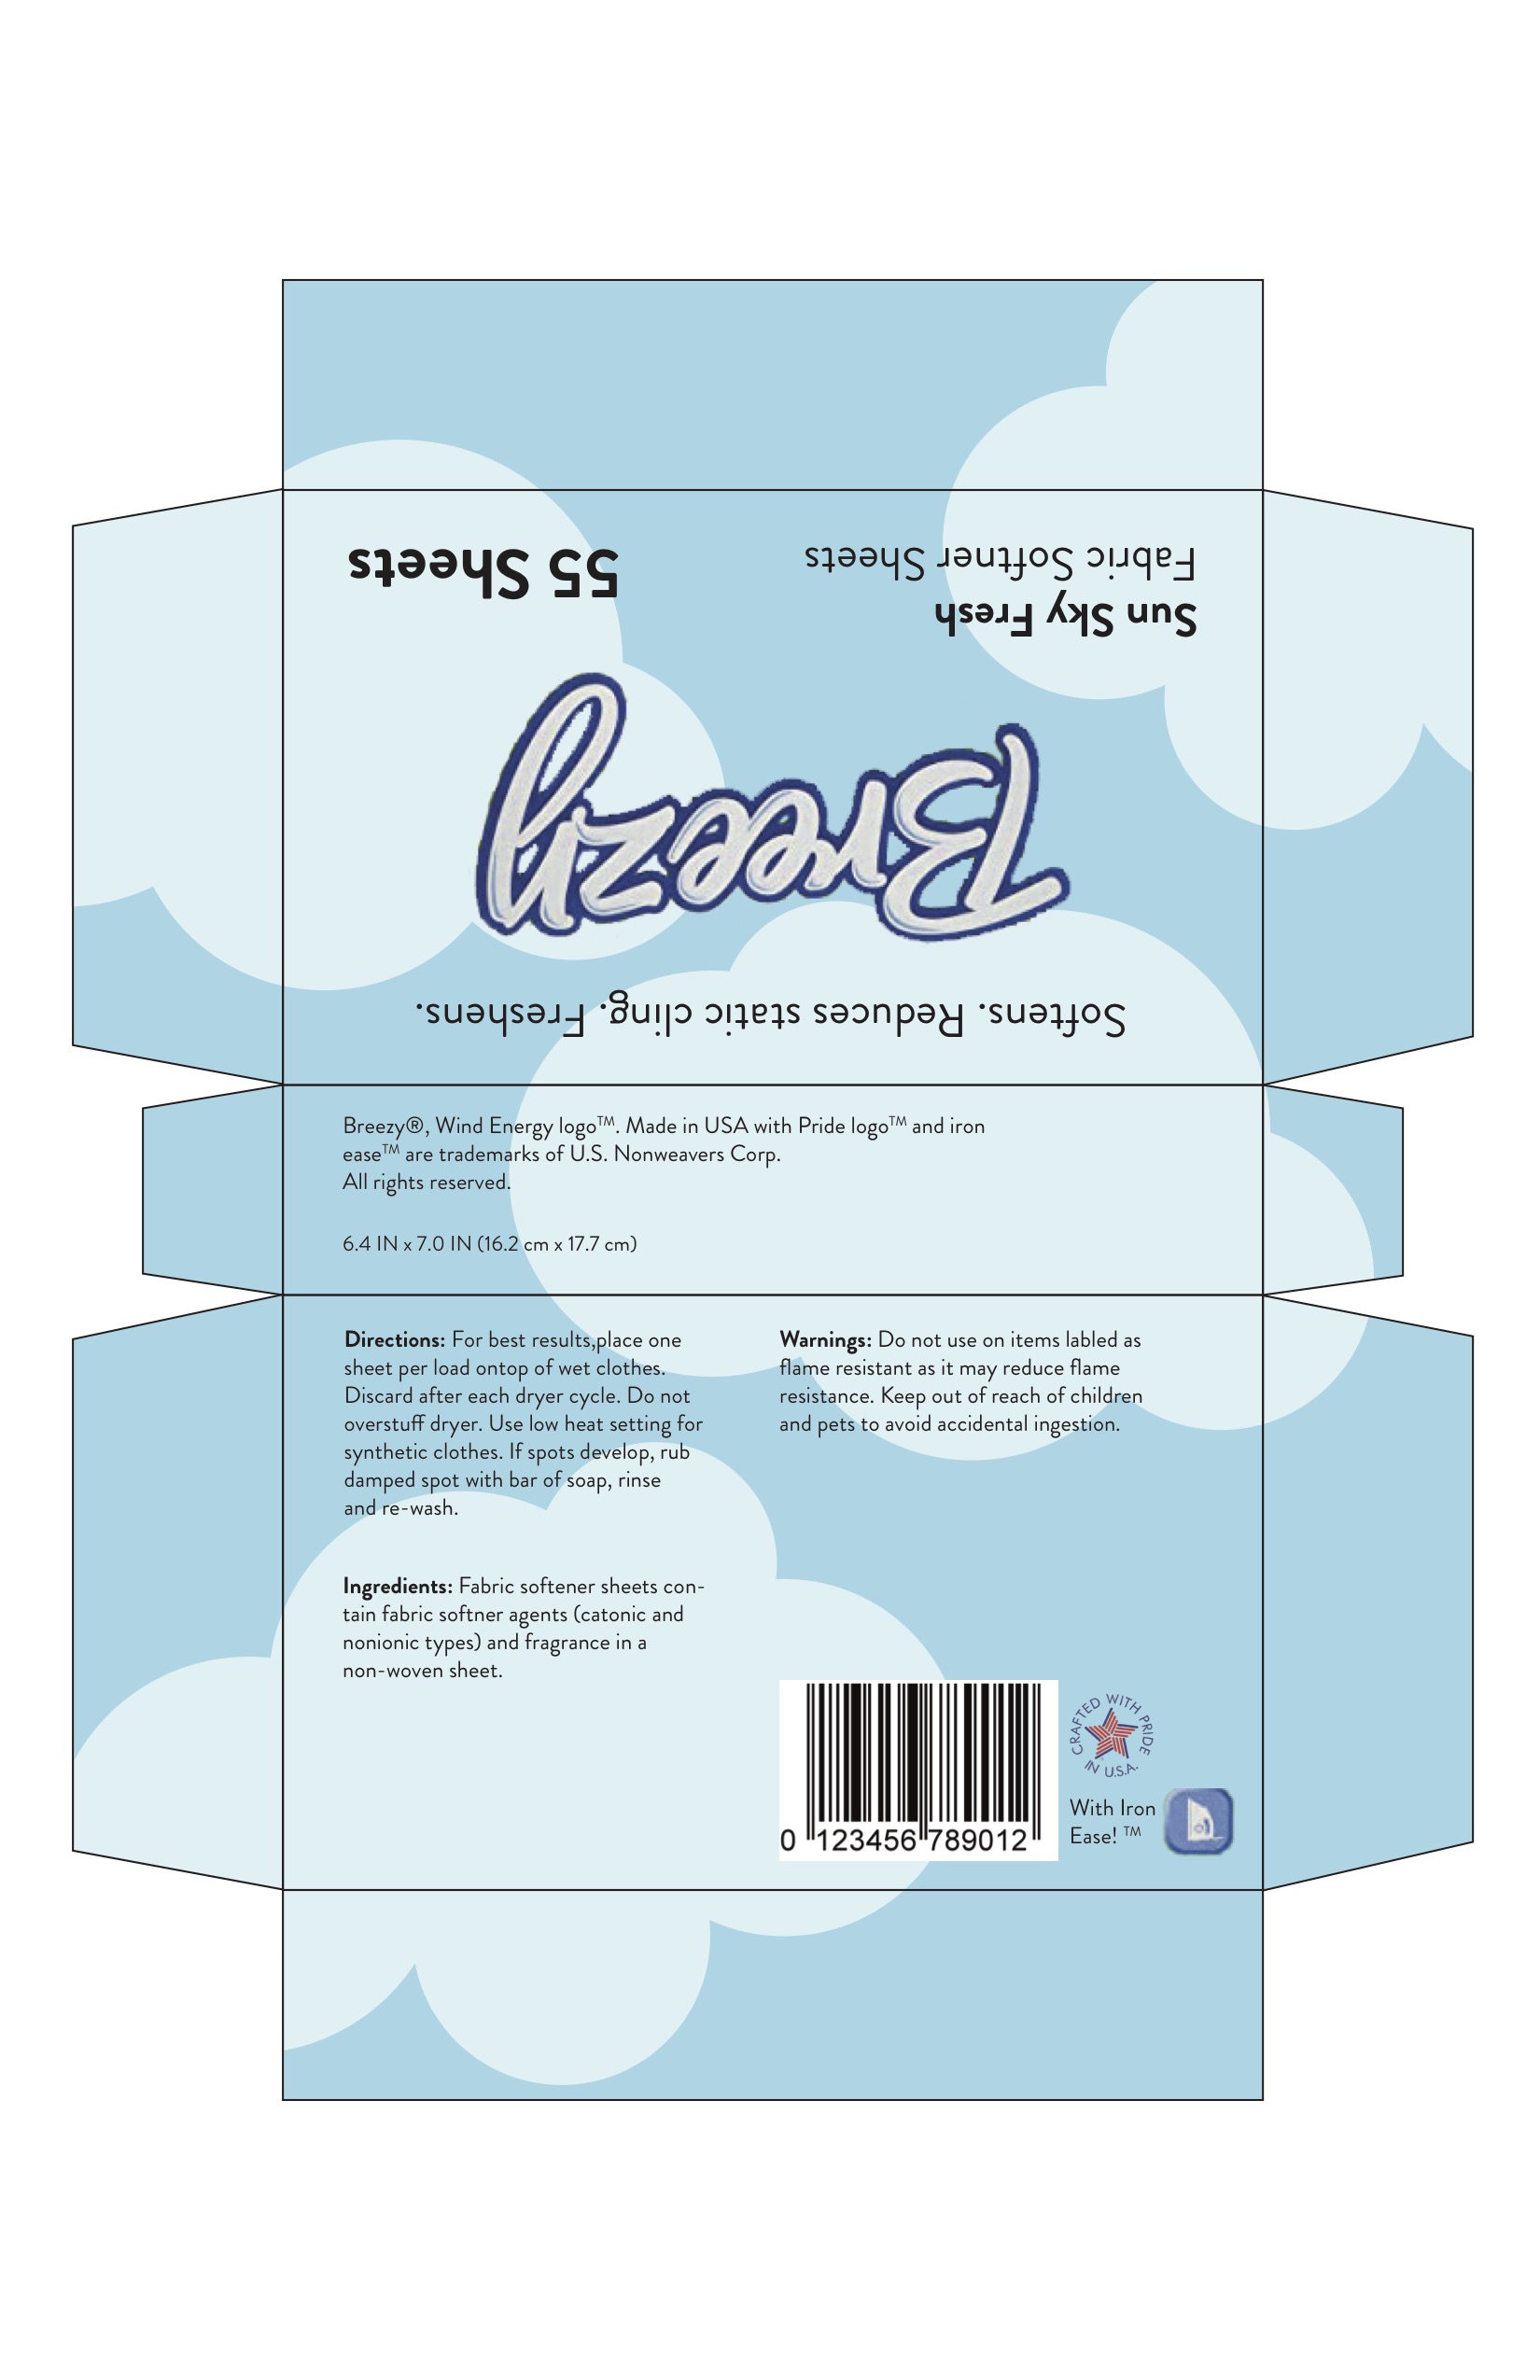 55 Sheets
Sun Sky Fresh
Fabric Softner Sheets
Breezy
Softens. Reduces static cling. Freshens.
Breezy®, Wind Energy logo™. Made in USA with Pride logo™ and iron
ease™ are trademarks of U.S. Nonweavers Corp.
All rights reserved.
6.4 IN x 7.0 IN (16.2 cm x 17.7 cm)
Directions: For best results,place one
sheet per load ontop of wet clothes.
Discard after each dryer cycle. Do not
overstuff dryer. Use low heat setting for
synthetic clothes. If spots develop, rub
damped spot with bar of soap, rinse
and re-wash.
Warnings: Do not use on items labled as
flame resistant as it may reduce flame
resistance. Keep out of reach of children
and pets to avoid accidental ingestion.
Ingredients: Fabric softener sheets con-
tain fabric softner agents (catonic and
nonionic types) and fragrance in a
non-woven sheet.
0 123456 789012
CRAFTED WITH PRIDE
IN U.S.A.
With Iron
Ease! ™